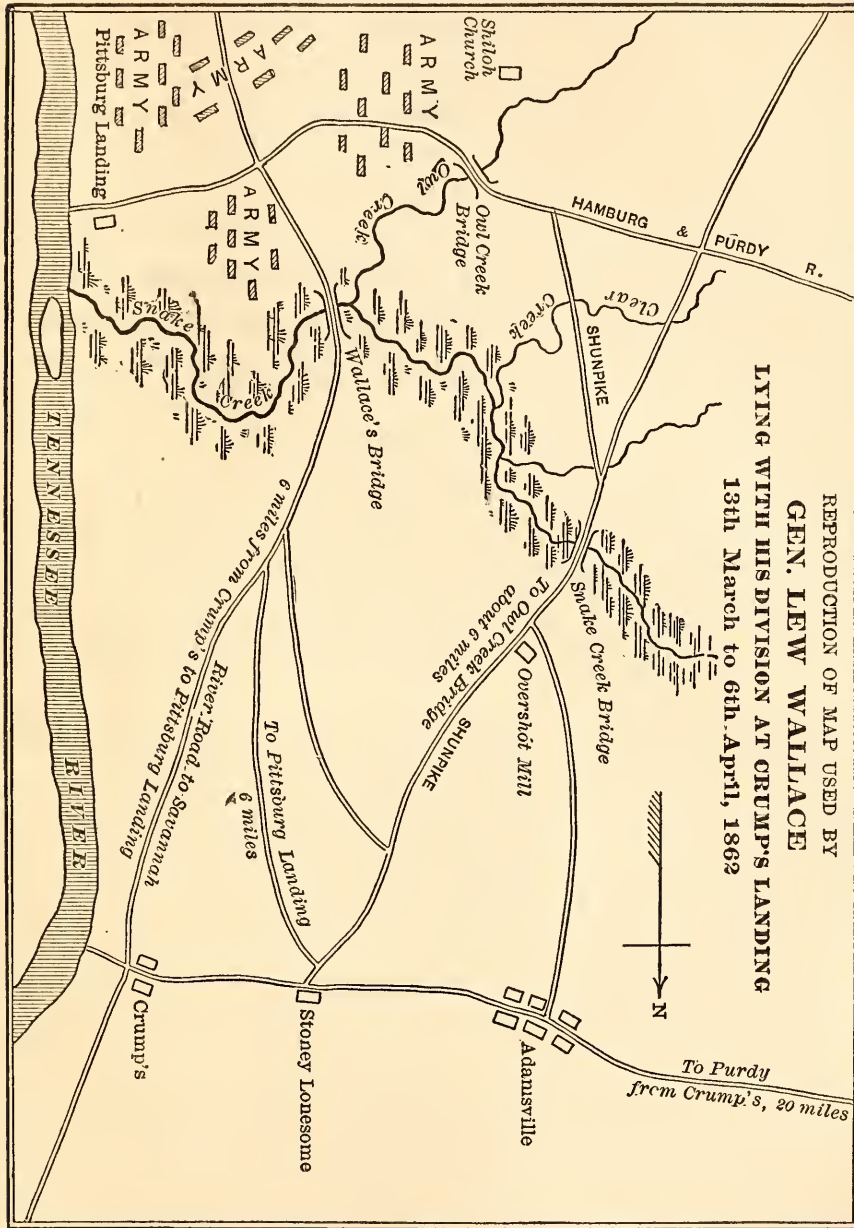 REPRODUCTION OF MAP USED BY
GEN. LEW WALLACE
LYING WITH HIS DIVISION AT CRUMP'S LANDING
13th March to 6th April, 1862
N
Shiloh
Church
ARMY
ARMY
ARMY
ARMY
Pittsburg Landing
Owl
Creek
Owl Creek
Bridge
HAMBURG & PURDY R.
Clear
Creek
SHUNPIKE
Snake
Creek
Wallace's Bridge
Snake Creek Bridge
To Owl Creek Bridge
about 6 miles
Overshot Mill
SHUNPIKE
6 miles from Crump's to Pittsburg Landing
River Road to Savannah
To Pittsburg Landing
6 miles
TENNESSEE RIVER
Crump's
Stoney Lonesome
Adamsville
To Purdy
from Crump's, 20 miles